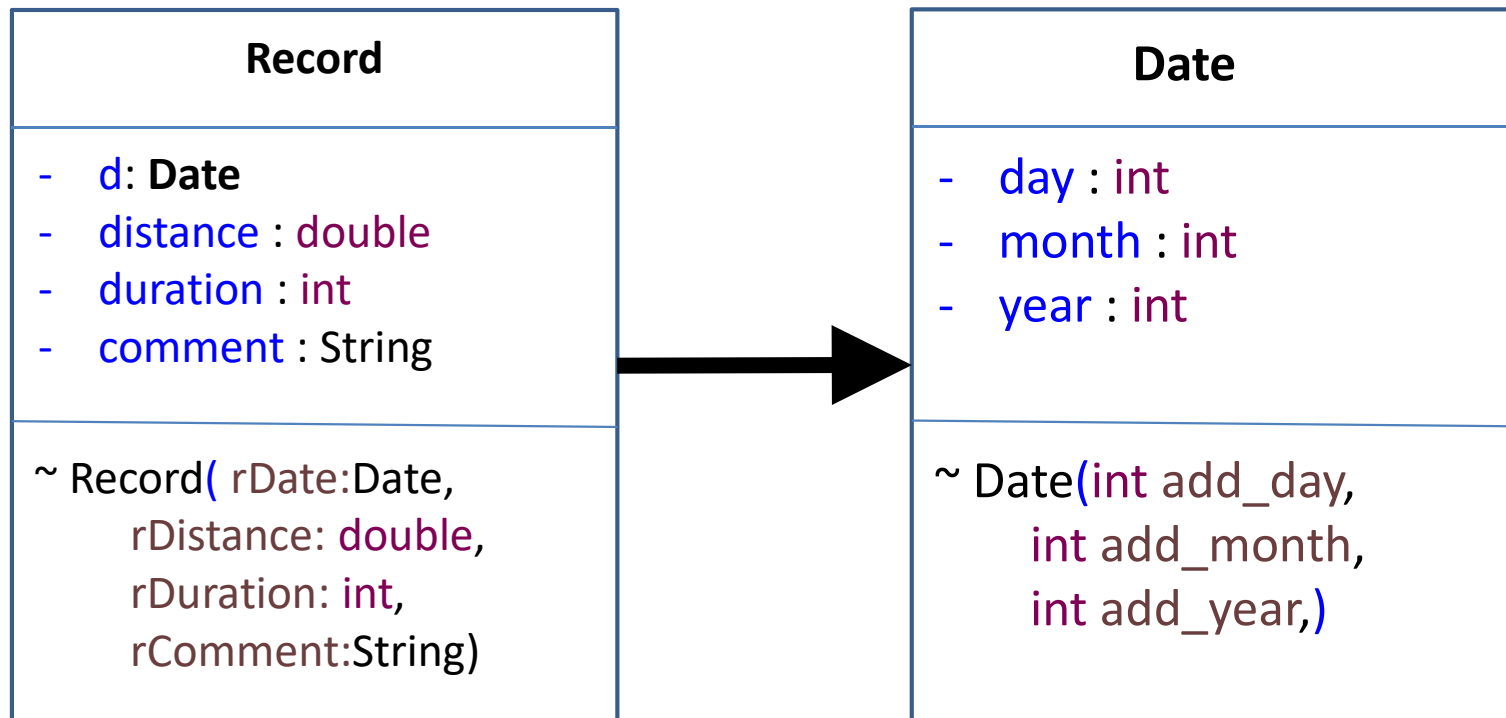 Record
- d: Date
- distance : double
- duration : int
- comment : String
~ Record( rDate:Date,
rDistance: double,
rDuration: int,
rComment:String)
Date
- day : int
- month : int
- year : int
~ Date(int add_day,
int add_month,
int add_year,)